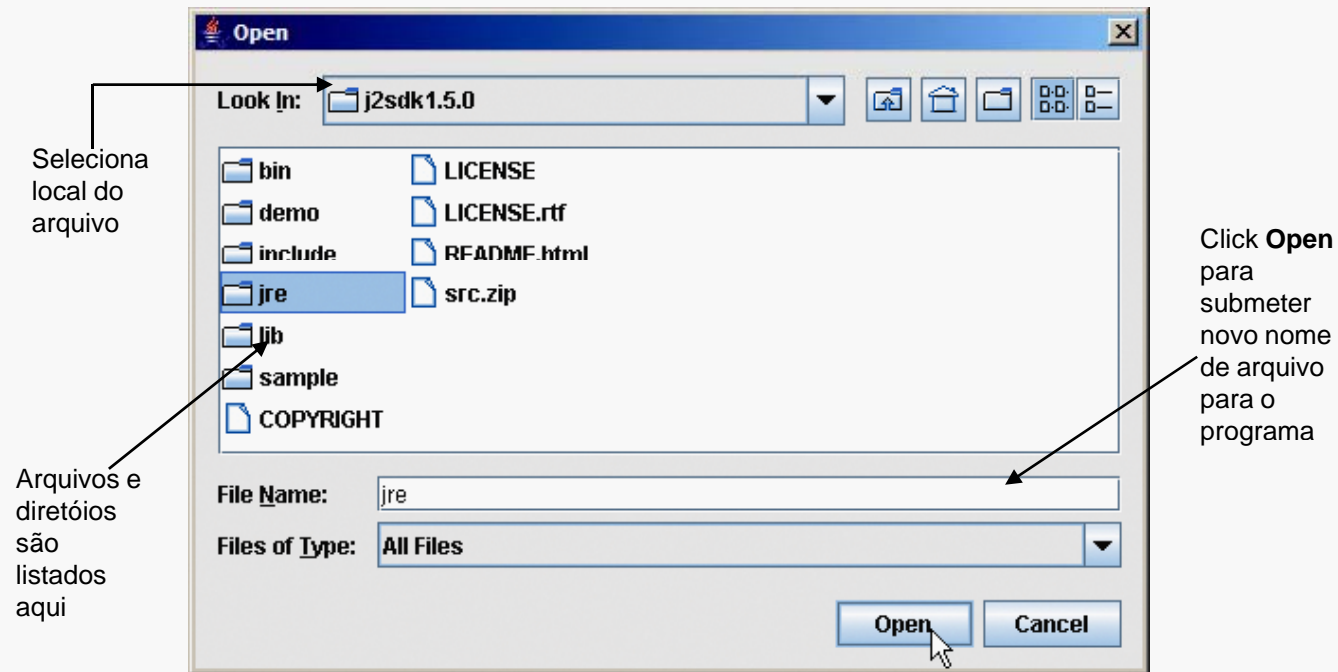 Open
Look In:
j2sdk1.5.0
Seleciona
local do
arquivo
bin
demo
include
jre
lib
sample
COPYRIGHT
LICENSE
LICENSE.rtf
README.html
src.zip
Click Open
para
submeter
novo nome
de arquivo
para o
programa
Arquivos e
diretóios
são
listados
aqui
File Name:
jre
Files of Type:
All Files
Open
Cancel